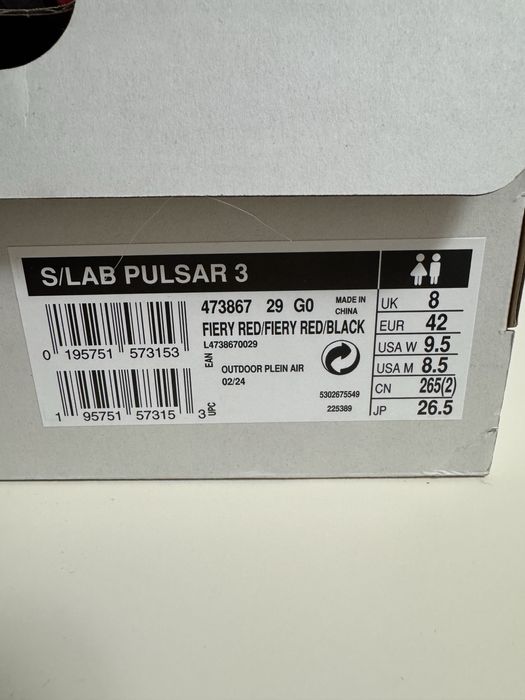 S/LAB PULSAR 3
473867 29 G0
MADE IN
CHINA
FIERY RED/FIERY RED/BLACK
L4738670029
0 195751 573153
EAN
OUTDOOR PLEIN AIR
02/24
5302675549
225389
1 95751 57315 3
UPC
UK 8
EUR 42
USA W 9.5
USA M 8.5
CN 265(2)
JP 26.5